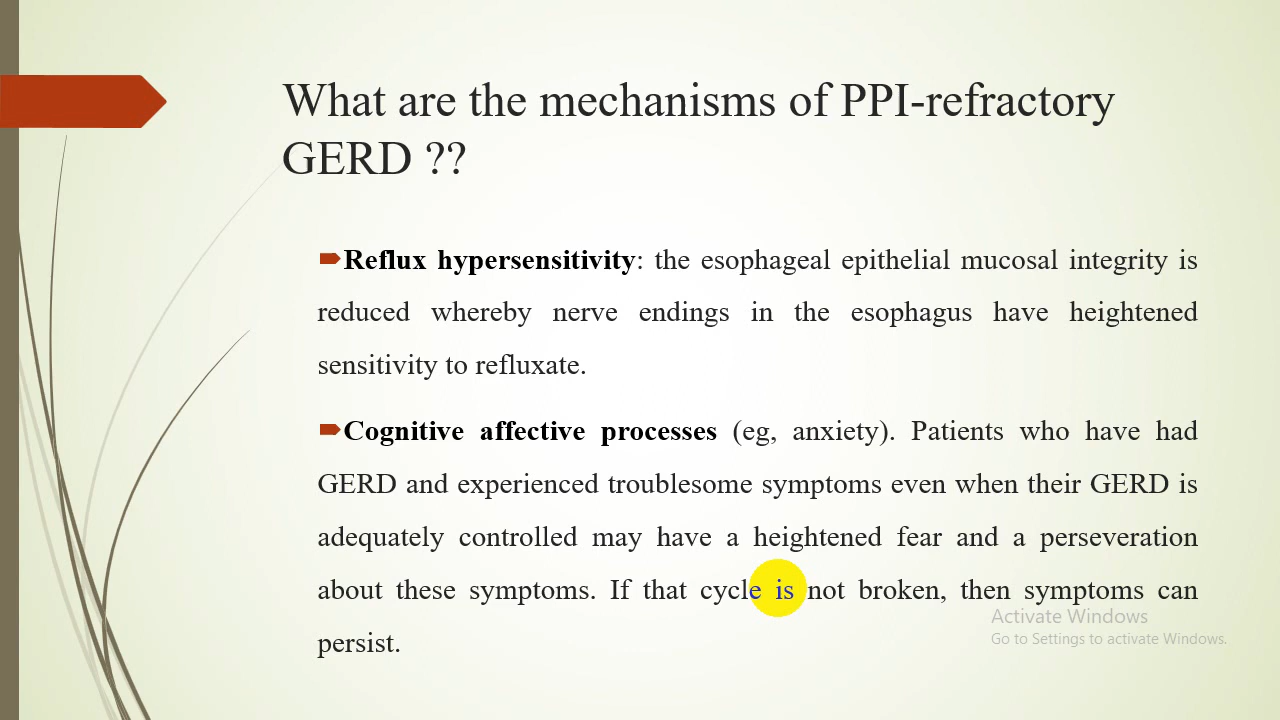 What are the mechanisms of PPI-refractory
GERD ??
Reflux hypersensitivity: the esophageal epithelial mucosal integrity is
reduced whereby nerve endings in the esophagus have heightened
sensitivity to refluxate.
Cognitive affective processes (eg, anxiety). Patients who have had
GERD and experienced troublesome symptoms even when their GERD is
adequately controlled may have a heightened fear and a perseveration
about these symptoms. If that cycle is not broken, then symptoms can
persist.
Activate Windows
Go to Settings to activate Windows.